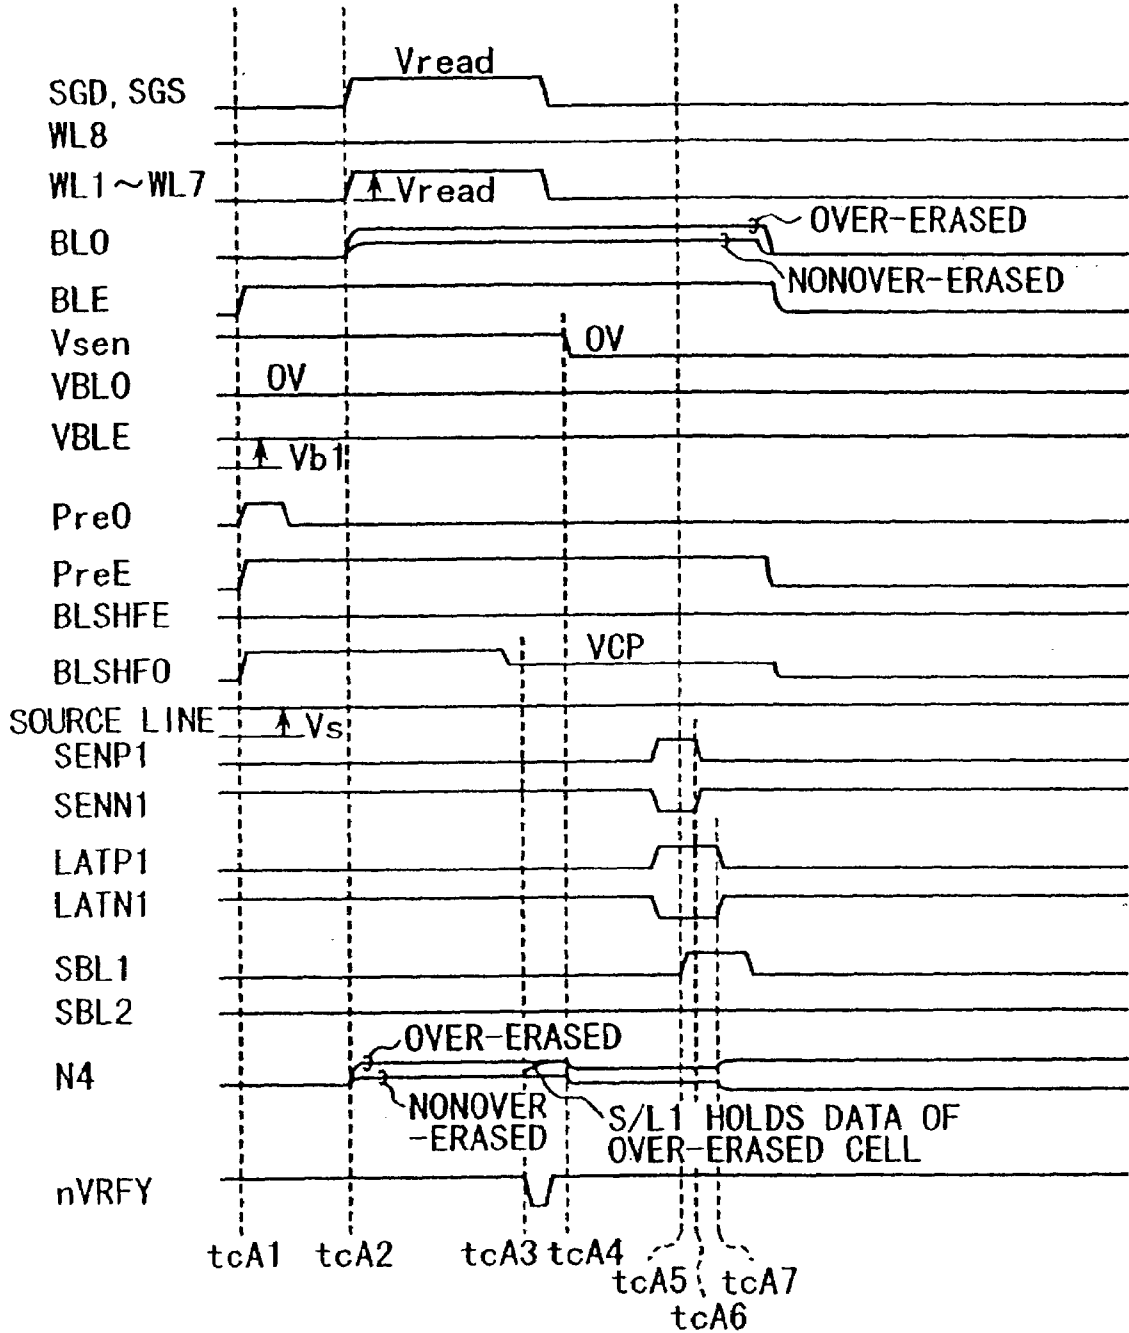 Vread
SGD, SGS
WL8
WL1～WL7
Vread
OVER-ERASED
BLO
NONOVER-ERASED
BLE
Vsen
0V
VBLO
0V
VBLE
Vb1
PreO
PreE
BLSHFE
VCP
BLSHFO
SOURCE LINE
Vs
SENP1
SENN1
LATP1
LATN1
SBL1
SBL2
OVER-ERASED
N4
NONOVER
-ERASED
S/L1 HOLDS DATA OF
OVER-ERASED CELL
nVRFY
tcA1
tcA2
tcA3
tcA4
tcA5
tcA6
tcA7